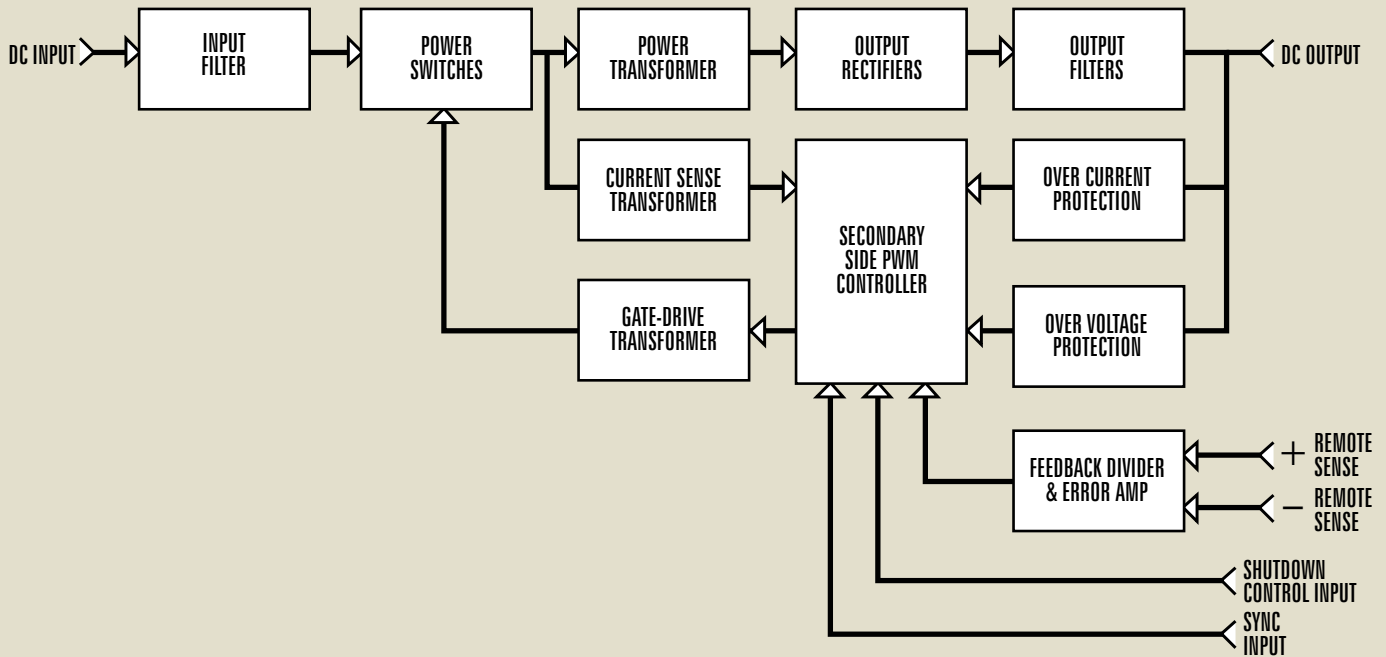 DC INPUT
INPUT
FILTER
POWER
SWITCHES
POWER
TRANSFORMER
OUTPUT
RECTIFIERS
OUTPUT
FILTERS
DC OUTPUT
CURRENT SENSE
TRANSFORMER
SECONDARY
SIDE PWM
CONTROLLER
OVER CURRENT
PROTECTION
GATE-DRIVE
TRANSFORMER
OVER VOLTAGE
PROTECTION
FEEDBACK DIVIDER
& ERROR AMP
+ REMOTE
SENSE
− REMOTE
SENSE
SHUTDOWN
CONTROL INPUT
SYNC
INPUT